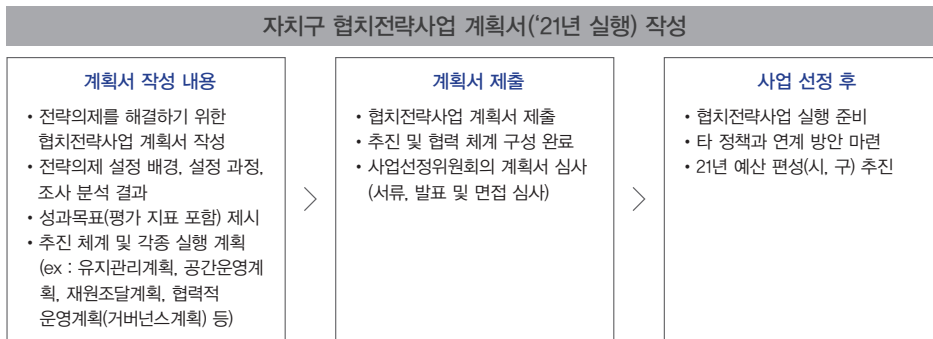 자치구 협치전략사업 계획서(‘21년 실행) 작성
계획서 작성 내용
• 전략의제를 해결하기 위한
협치전략사업 계획서 작성
• 전략의제 설정 배경, 설정 과정,
조사 분석 결과
• 성과목표(평가 지표 포함) 제시
• 추진 체계 및 각종 실행 계획
(ex : 유지관리계획, 공간운영계
획, 재원조달계획, 협력적
운영계획(거버넌스계획) 등)
계획서 제출
• 협치전략사업 계획서 제출
• 추진 및 협력 체계 구성 완료
• 사업선정위원회의 계획서 심사
(서류, 발표 및 면접 심사)
사업 선정 후
• 협치전략사업 실행 준비
• 타 정책과 연계 방안 마련
• 21년 예산 편성(시, 구) 추진